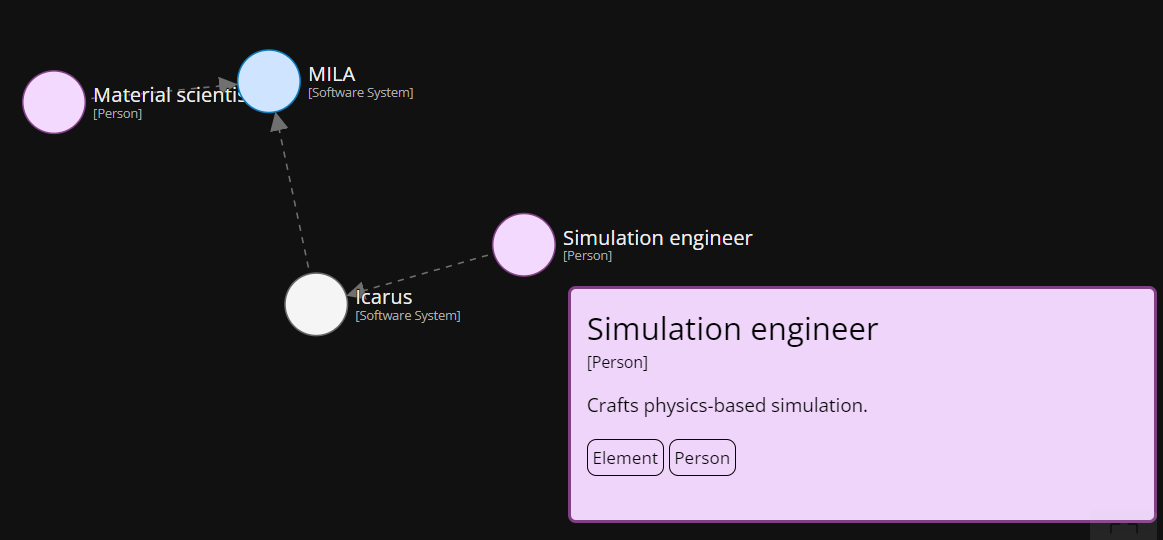 MILA
[Software System]
Material scientis
[Person]
Simulation engineer
[Person]
Icarus
[Software System]
Simulation engineer
[Person]
Crafts physics-based simulation.
Element Person